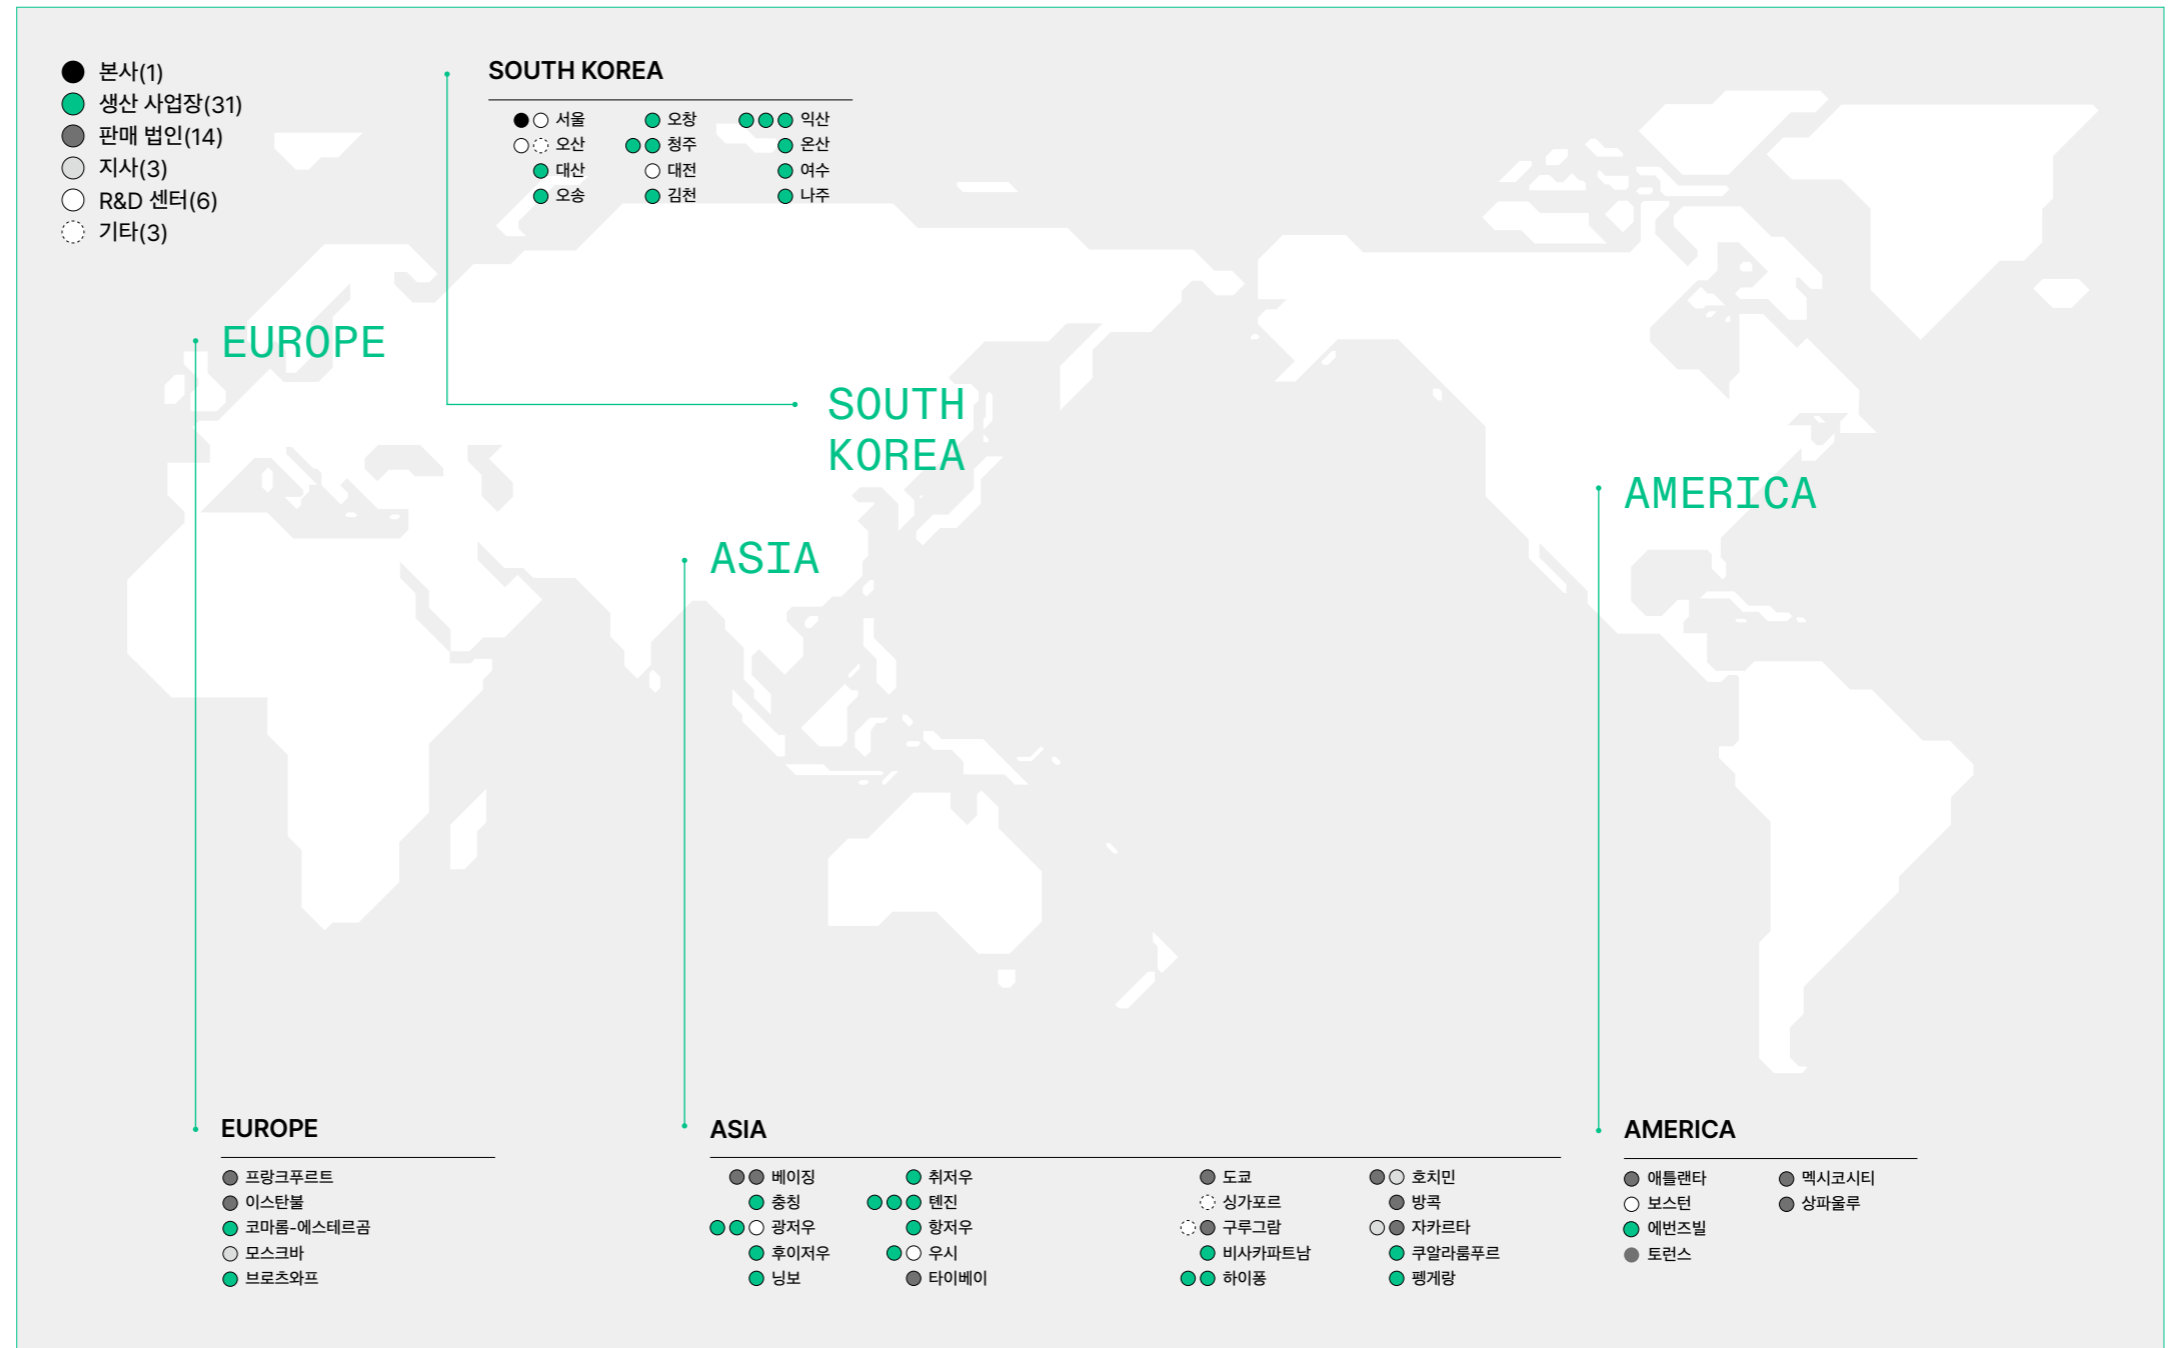 본사(1)
생산 사업장(31)
판매 법인(14)
지사(3)
R&D 센터(6)
기타(3)
SOUTH KOREA
서울 오창 익산
오산 청주 온산
대산 대전 여수
오송 김천 나주
EUROPE
SOUTH
KOREA
AMERICA
ASIA
EUROPE
프랑크푸르트
이스탄불
코마롬-에스테르곰
모스크바
브로츠와프
ASIA
베이징 취저우 도쿄 호치민
충칭 톈진 싱가포르 방콕
광저우 항저우 구루그람 자카르타
후이저우 우시 비사카파트남 쿠알라룸푸르
닝보 타이베이 하이퐁 펭게랑
AMERICA
애틀랜타 멕시코시티
보스턴 상파울루
에번즈빌
토런스